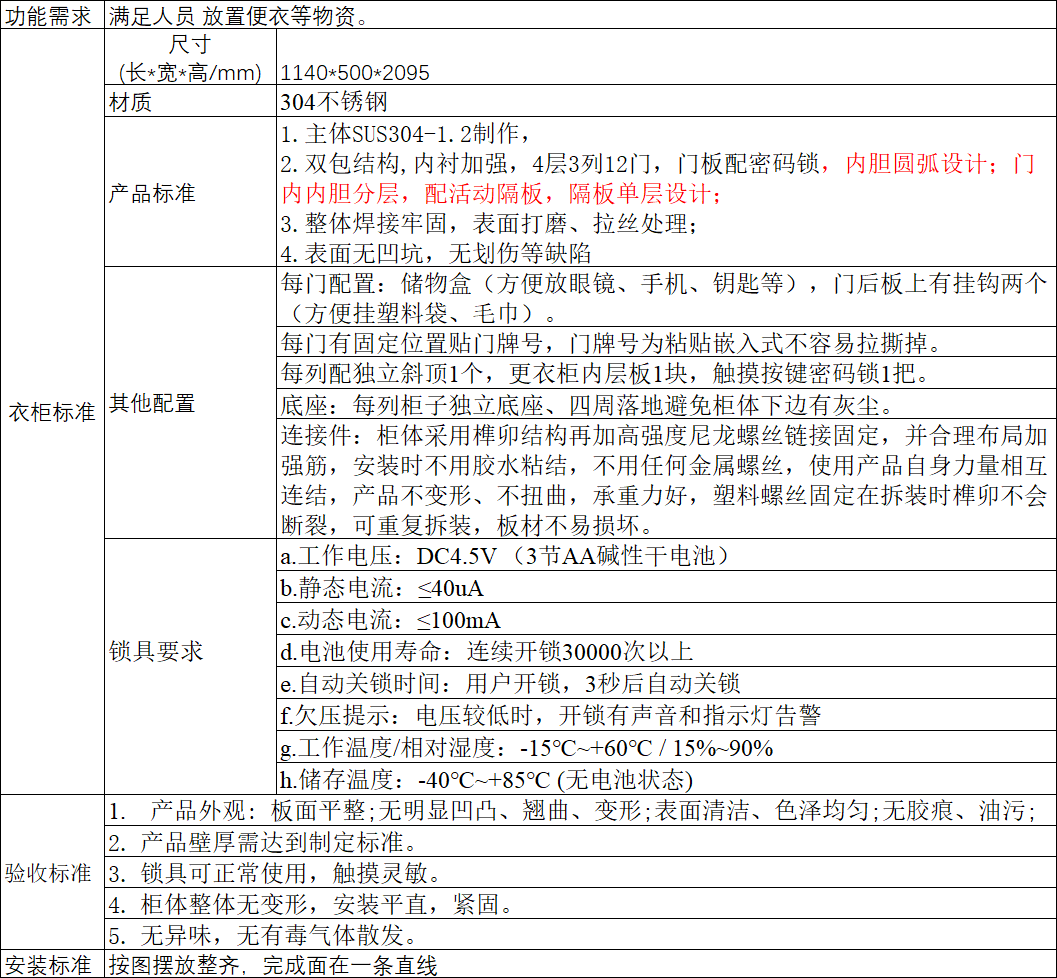 功能需求 满足人员 放置便衣等物资。
衣柜标准
尺寸
(长*宽*高/mm) 1140*500*2095
材质 304不锈钢
产品标准
1.主体SUS304-1.2制作，
2.双包结构,内衬加强，4层3列12门，门板配密码锁，内胆圆弧设计；门
内内胆分层，配活动隔板，隔板单层设计；
3.整体焊接牢固，表面打磨、拉丝处理；
4.表面无凹坑，无划伤等缺陷
其他配置
每门配置：储物盒（方便放眼镜、手机、钥匙等），门后板上有挂钩两个
（方便挂塑料袋、毛巾）。
每门有固定位置贴门牌号，门牌号为粘贴嵌入式不容易拉撕掉。
每列配独立斜顶1个，更衣柜内层板1块，触摸按键密码锁1把。
底座：每列柜子独立底座、四周落地避免柜体下边有灰尘。
连接件：柜体采用榫卯结构再加高强度尼龙螺丝链接固定，并合理布局加
强筋，安装时不用胶水粘结，不用任何金属螺丝，使用产品自身力量相互
连结，产品不变形、不扭曲，承重力好，塑料螺丝固定在拆装时榫卯不会
断裂，可重复拆装，板材不易损坏。
锁具要求
a.工作电压：DC4.5V （3节AA碱性干电池）
b.静态电流：≤40uA
c.动态电流：≤100mA
d.电池使用寿命：连续开锁30000次以上
e.自动关锁时间：用户开锁，3秒后自动关锁
f.欠压提示：电压较低时，开锁有声音和指示灯告警
g.工作温度/相对湿度：-15℃~+60℃ / 15%~90%
h.储存温度：-40℃~+85℃ (无电池状态)
验收标准
1. 产品外观：板面平整;无明显凹凸、翘曲、变形;表面清洁、色泽均匀;无胶痕、油污;
2. 产品壁厚需达到制定标准。
3. 锁具可正常使用，触摸灵敏。
4. 柜体整体无变形，安装平直，紧固。
5. 无异味，无有毒气体散发。
安装标准 按图摆放整齐，完成面在一条直线